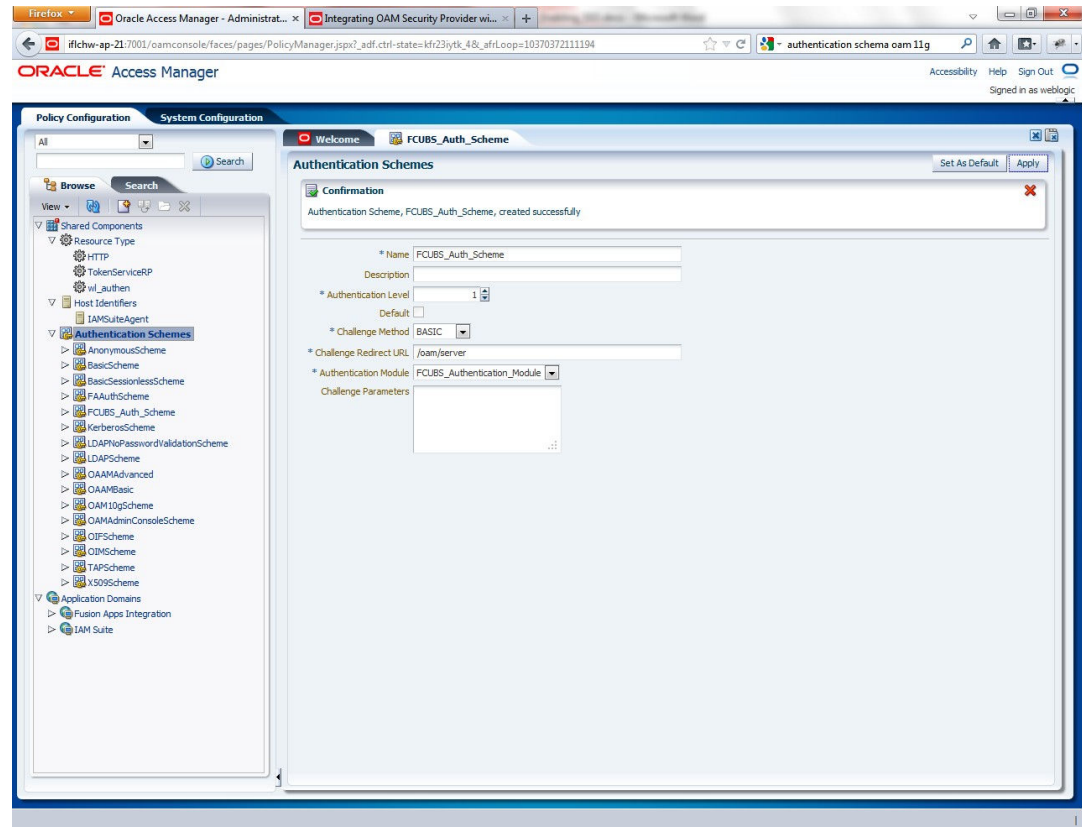 Firefox
Oracle Access Manager - Administrat...
Integrating OAM Security Provider wi...
iflchw-ap-21:7001/oamconsole/faces/pages/PolicyManager.jspx?_adf.ctrl-state=kfr23iytk_4&_afrLoop=10370372111194
authentication schema oam 11g
ORACLE Access Manager
Accessibility Help Sign Out
Signed in as weblogic
Policy Configuration System Configuration
All
Search
Browse Search
View
Shared Components
Resource Type
HTTP
TokenServiceRP
wl_authen
Host Identifiers
IAMSuiteAgent
Authentication Schemes
AnonymousScheme
BasicScheme
BasicSessionlessScheme
FAAuthScheme
FCUBS_Auth_Scheme
KerberosScheme
LDAPNoPasswordValidationScheme
LDAPScheme
OAAMAdvanced
OAAMBasic
OAM10gScheme
OAMAdminConsoleScheme
OIFScheme
OIMScheme
TAPScheme
X509Scheme
Application Domains
Fusion Apps Integration
IAM Suite
Welcome FCUBS_Auth_Scheme
Authentication Schemes
Set As Default Apply
Confirmation
Authentication Scheme, FCUBS_Auth_Scheme, created successfully
* Name FCUBS_Auth_Scheme
Description
* Authentication Level 1
Default
* Challenge Method BASIC
* Challenge Redirect URL /oam/server
* Authentication Module FCUBS_Authentication_Module
Challenge Parameters